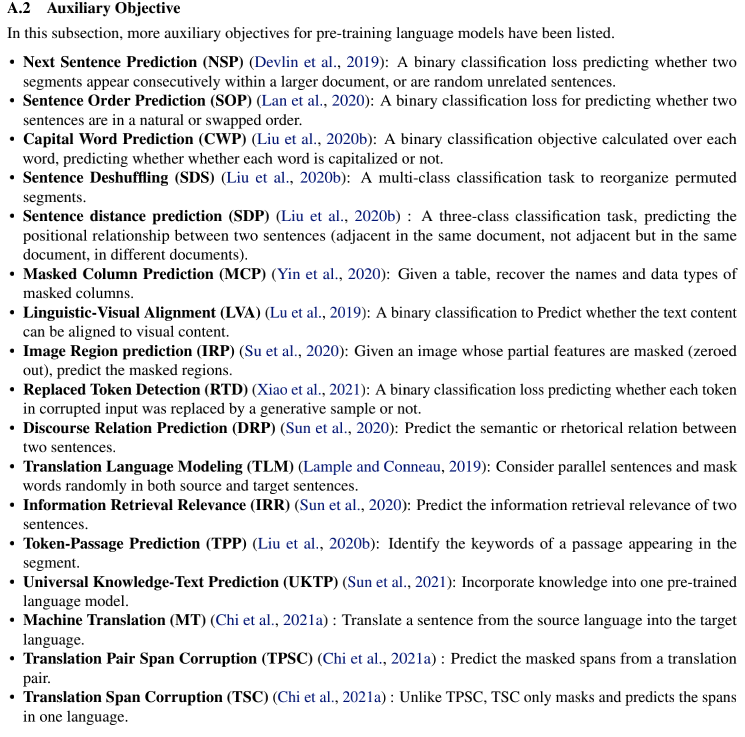 A.2 Auxiliary Objective
In this subsection, more auxiliary objectives for pre-training language models have been listed.
• Next Sentence Prediction (NSP) (Devlin et al., 2019): A binary classification loss predicting whether two
segments appear consecutively within a larger document, or are random unrelated sentences.
• Sentence Order Prediction (SOP) (Lan et al., 2020): A binary classification loss for predicting whether two
sentences are in a natural or swapped order.
• Capital Word Prediction (CWP) (Liu et al., 2020b): A binary classification objective calculated over each
word, predicting whether whether each word is capitalized or not.
• Sentence Deshuffling (SDS) (Liu et al., 2020b): A multi-class classification task to reorganize permuted
segments.
• Sentence distance prediction (SDP) (Liu et al., 2020b) : A three-class classification task, predicting the
positional relationship between two sentences (adjacent in the same document, not adjacent but in the same
document, in different documents).
• Masked Column Prediction (MCP) (Yin et al., 2020): Given a table, recover the names and data types of
masked columns.
• Linguistic-Visual Alignment (LVA) (Lu et al., 2019): A binary classification to Predict whether the text content
can be aligned to visual content.
• Image Region prediction (IRP) (Su et al., 2020): Given an image whose partial features are masked (zeroed
out), predict the masked regions.
• Replaced Token Detection (RTD) (Xiao et al., 2021): A binary classification loss predicting whether each token
in corrupted input was replaced by a generative sample or not.
• Discourse Relation Prediction (DRP) (Sun et al., 2020): Predict the semantic or rhetorical relation between
two sentences.
• Translation Language Modeling (TLM) (Lample and Conneau, 2019): Consider parallel sentences and mask
words randomly in both source and target sentences.
• Information Retrieval Relevance (IRR) (Sun et al., 2020): Predict the information retrieval relevance of two
sentences.
• Token-Passage Prediction (TPP) (Liu et al., 2020b): Identify the keywords of a passage appearing in the
segment.
• Universal Knowledge-Text Prediction (UKTP) (Sun et al., 2021): Incorporate knowledge into one pre-trained
language model.
• Machine Translation (MT) (Chi et al., 2021a) : Translate a sentence from the source language into the target
language.
• Translation Pair Span Corruption (TPSC) (Chi et al., 2021a) : Predict the masked spans from a translation
pair.
• Translation Span Corruption (TSC) (Chi et al., 2021a) : Unlike TPSC, TSC only masks and predicts the spans
in one language.